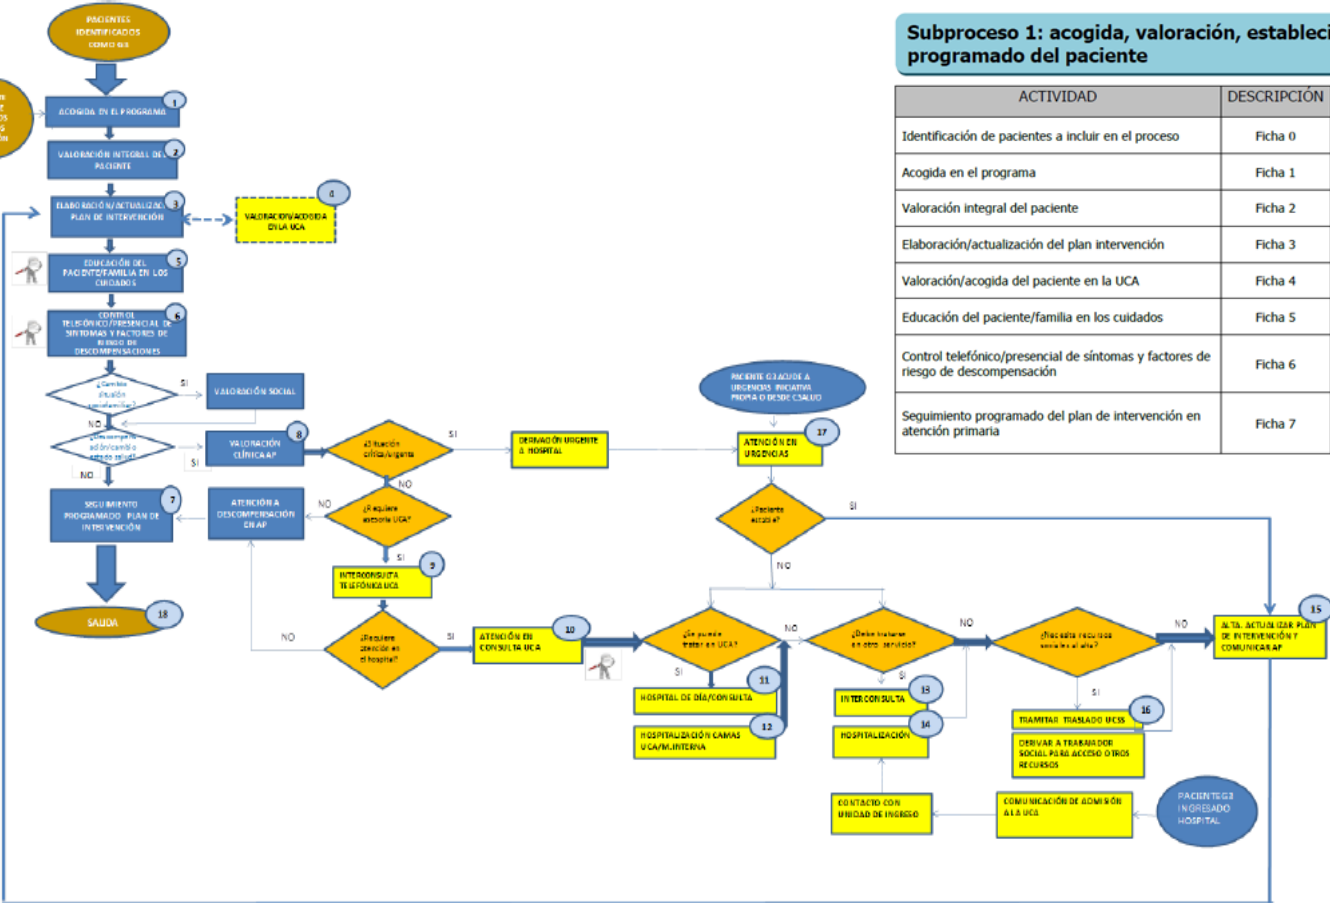 PACIENTES
IDENTIFICADOS
COMO G3
ACOGIDA EN EL PROGRAMA
1
VALORACIÓN INTEGRAL DEL
PACIENTE
2
PLAN DE INTERVENCIÓN
3
VALORACION/ACOGIDA
EN LA UCA
4
EDUCACIÓN DEL
PACIENTE/FAMILIA EN LOS
CUIDADOS
5
CONTROL
TELEFÓNICO/PRESENCIAL DE
SINTOMAS Y FACTORES DE
RIESGO DE
DESCOMPENSACIONES
6
¿Cambio
situación
SI
VALORACIÓN SOCIAL
NO
SI
VALORACIÓN
CLÍNICA AP
8
NO
SEGUIMIENTO
PROGRAMADO PLAN DE
INTERVENCIÓN
7
ATENCIÓN A
DESCOMPENSACIÓN
EN AP
SALIDA
18
¿Situación
crítica/urgente
SI
DERIVACIÓN URGENTE
A HOSPITAL
NO
¿Requiere
asesoría UCA?
NO
SI
INTERCONSULTA
TELEFÓNICA UCA
9
¿Requiere
atención en
el hospital?
NO
SI
ATENCIÓN EN
CONSULTA UCA
10
PACIENTE G3 ACUDE A
URGENCIAS INICIATIVA
PROPIA O DESDE C.SALUD
ATENCIÓN EN
URGENCIAS
17
¿Paciente
estable?
SI
NO
¿Se puede
tratar en UCA?
NO
SI
HOSPITAL DE DÍA/CONSULTA
11
HOSPITALIZACIÓN CAMAS
UCA/M.INTERNA
12
¿Debe tratarse
en otro servicio?
NO
SI
INTERCONSULTA
13
HOSPITALIZACIÓN
14
CONTACTO CON
UNIDAD DE INGRESO
COMUNICACIÓN DE ADMISIÓN
A LA UCA
PACIENTE G3
INGRESADO
HOSPITAL
¿Necesita recursos
sociales al alta?
NO
SI
TRAMITAR TRASLADO UCSS
16
DERIVAR A TRABAJADOR
SOCIAL PARA ACCESO OTROS
RECURSOS
ALTA. ACTUALIZAR PLAN
DE INTERVENCIÓN Y
COMUNICAR AP
15
Subproceso 1: acogida, valoración, estableci
programado del paciente
ACTIVIDAD DESCRIPCIÓN
Identificación de pacientes a incluir en el proceso Ficha 0
Acogida en el programa Ficha 1
Valoración integral del paciente Ficha 2
Elaboración/actualización del plan intervención Ficha 3
Valoración/acogida del paciente en la UCA Ficha 4
Educación del paciente/familia en los cuidados Ficha 5
Control telefónico/presencial de síntomas y factores de
riesgo de descompensación Ficha 6
Seguimiento programado del plan de intervención en
atención primaria Ficha 7